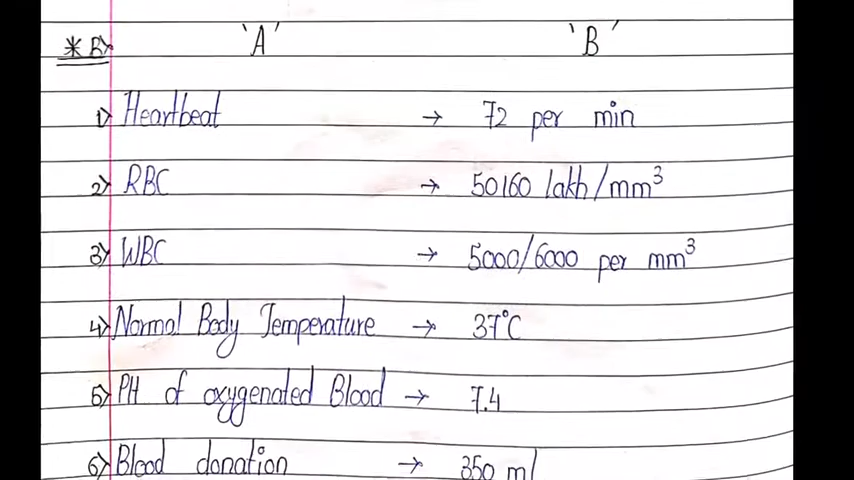 * B> 'A' 'B'
1> Heartbeat → 72 per min
2> RBC → 50160 lakh/mm³
3> WBC → 5000/6000 per mm³
4> Normal Body Temperature → 37°C
5> PH of oxygenated Blood → 7.4
6> Blood donation → 350 ml